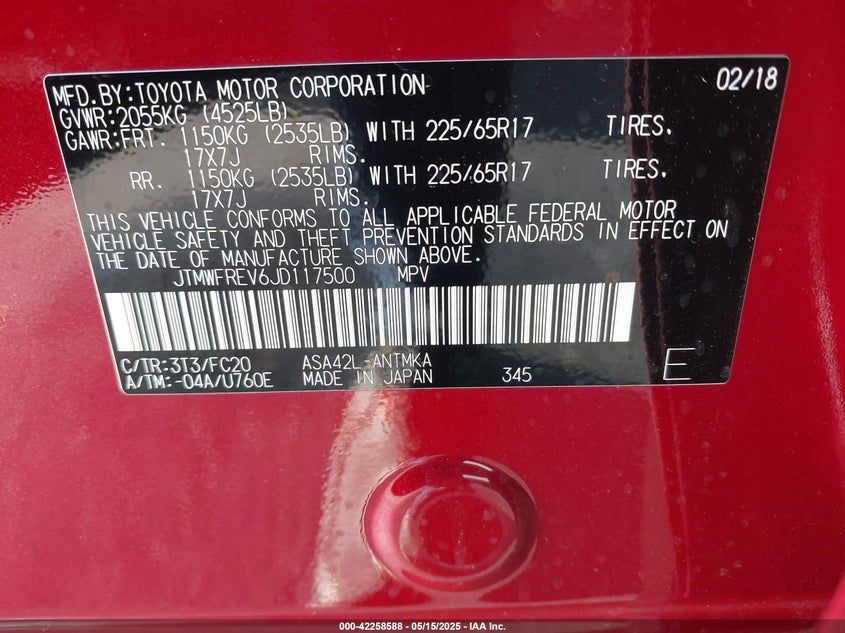 MFD.BY:TOYOTA MOTOR CORPORATION 02/18
GVWR:2055KG (4525LB)
GAWR:FRT. 1150KG (2535LB) WITH 225/65R17 TIRES.
17X7J RIMS.
RR. 1150KG (2535LB) WITH 225/65R17 TIRES.
17X7J RIMS.
THIS VEHICLE CONFORMS TO ALL APPLICABLE FEDERAL MOTOR
VEHICLE SAFETY AND THEFT PREVENTION STANDARDS IN EFFECT ON
THE DATE OF MANUFACTURE SHOWN ABOVE.
JTMWFREV6JD117500 MPV
C/TR:3T3/FC20 ASA42L-ANTMKA
A/TM:-04A/U760E MADE IN JAPAN 345 E
000-42258588 - 05/15/2025 - IAA Inc.